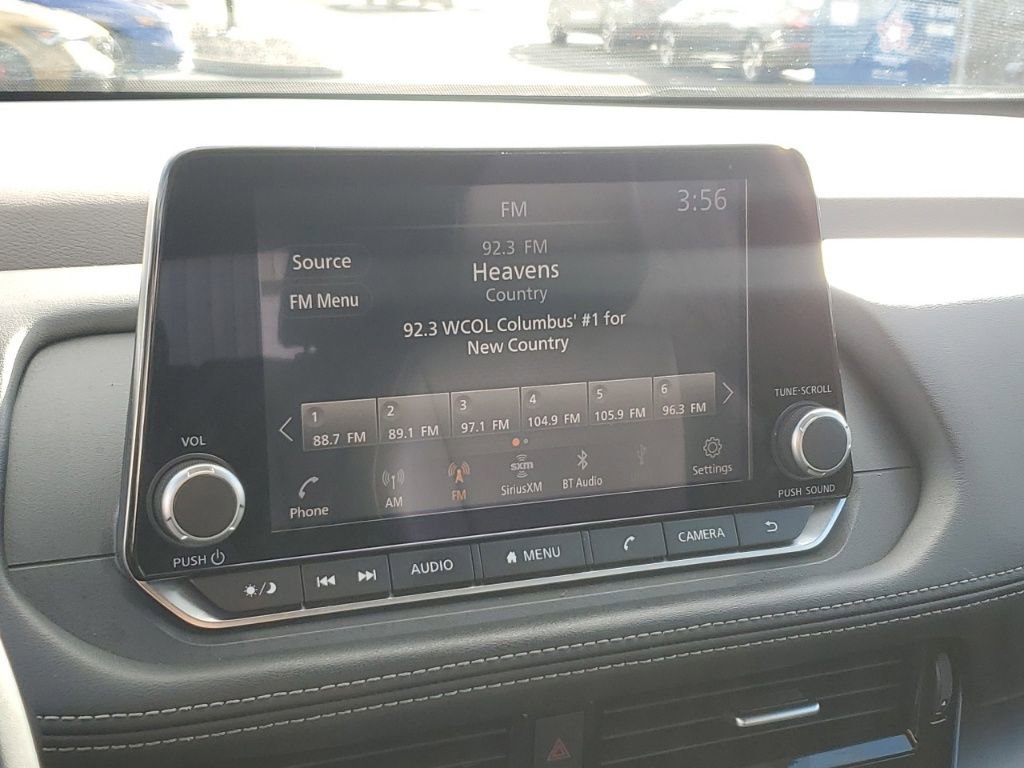 FM
3:56
92.3 FM
Source
Heavens
Country
FM Menu
92.3 WCOL Columbus' #1 for
New Country
1
88.7 FM
2
89.1 FM
3
97.1 FM
4
104.9 FM
5
105.9 FM
6
96.3 FM
TUNE·SCROLL
VOL
Phone
AM
FM
sxm
SiriusXM
BT Audio
Settings
PUSH SOUND
PUSH
AUDIO
MENU
CAMERA